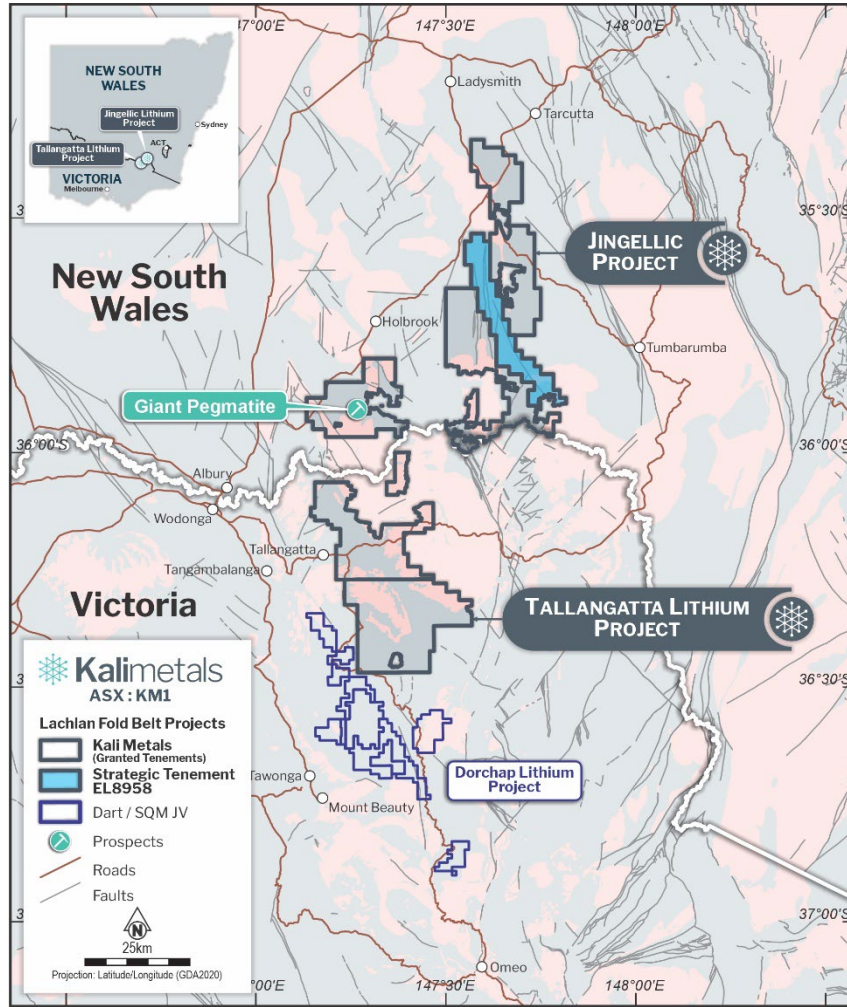 147°00'E
147°30'E
148°00'E
NEW SOUTH
WALES
Jingellic Lithium
Project
Sydney
ACT
Tallangatta Lithium
Project
VICTORIA
Melbourne
Ladysmith
Tarcutta
35°30'S
JINGELLIC
PROJECT
New South
Wales
Holbrook
Tumbarumba
Giant Pegmatite
36°00'S
36°00'S
Albury
Wodonga
Tallangatta
Tangambalanga
Victoria
TALLANGATTA LITHIUM
PROJECT
Kalimetals
ASX : KM1
36°30'S
Lachlan Fold Belt Projects
Kali Metals
(Granted Tenements)
Strategic Tenement
EL8958
Dart / SQM JV
Prospects
Roads
Faults
N
25km
Projection: Latitude/Longitude (GDA2020)
Dorchap Lithium
Project
Tawonga
Mount Beauty
37°00'S
Omeo
147°30'E
148°00'E